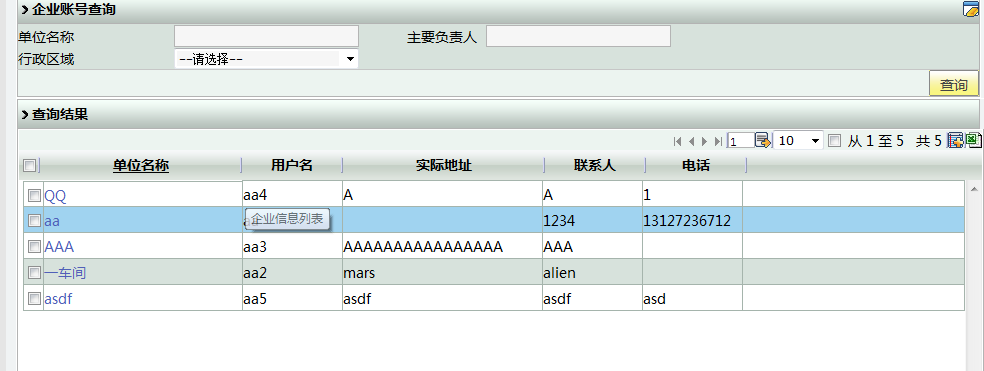 企业账号查询
单位名称 主要负责人
行政区域 --请选择--
查询
查询结果
1 10 从 1 至 5 共 5
单位名称 用户名 实际地址 联系人 电话
QQ aa4 A A 1
aa 1234 13127236712
企业信息列表
AAA aa3 AAAAAAAAAAAAAAAA AAA
一车间 aa2 mars alien
asdf aa5 asdf asdf asd